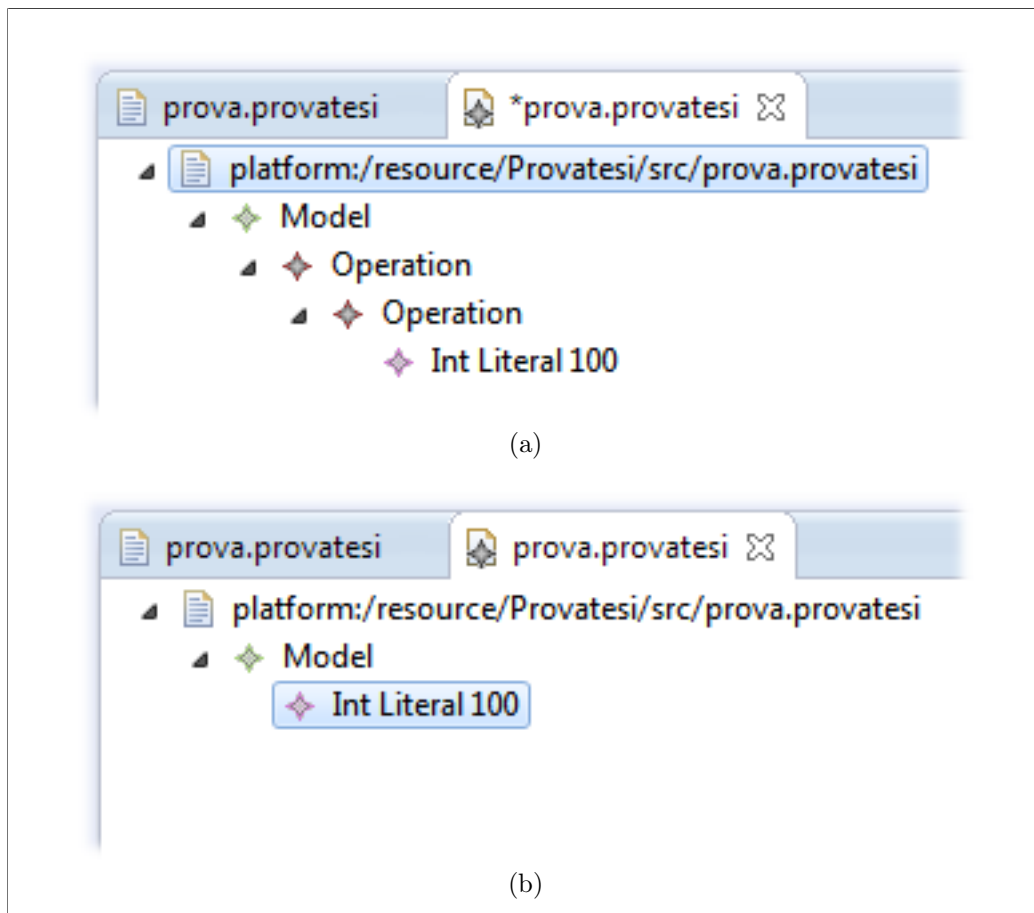 prova.provatesi *prova.provatesi
platform:/resource/Provatesi/src/prova.provatesi
Model
Operation
Operation
Int Literal 100
(a)
prova.provatesi prova.provatesi
platform:/resource/Provatesi/src/prova.provatesi
Model
Int Literal 100
(b)